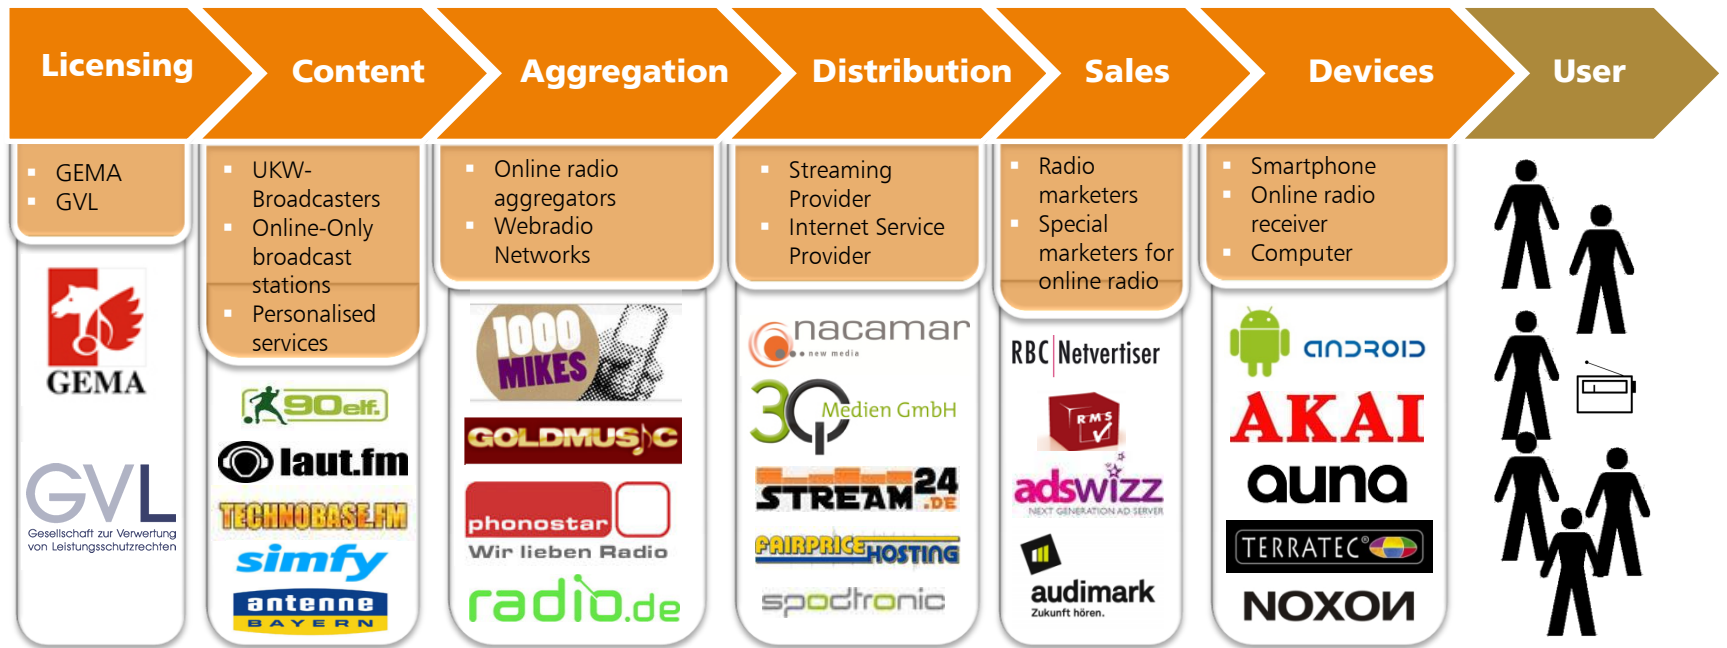 Licensing
Content
Aggregation
Distribution
Sales
Devices
User
GEMA
GVL
GEMA
GVL
Gesellschaft zur Verwertung
von Leistungsschutzrechten
UKW-
Broadcasters
Online-Only
broadcast
stations
Personalised
services
90elf.
laut.fm
TECHNOBASE.FM
simfy
antenne
BAYERN
Online radio
aggregators
Webradio
Networks
1000
MIKES
GOLDMUSIC
phonostar
Wir lieben Radio
radio.de
Streaming
Provider
Internet Service
Provider
nacamar
new media
3Q
Medien GmbH
STREAM24
.DE
FAIRPRICE
HOSTING
spodtronic
Radio
marketers
Special
marketers for
online radio
RBC|Netvertiser
RMS
adswizz
NEXT GENERATION AD SERVER
audimark
Zukunft hören.
Smartphone
Online radio
receiver
Computer
ANDROID
AKAI
auna
TERRATEC®
NOXON